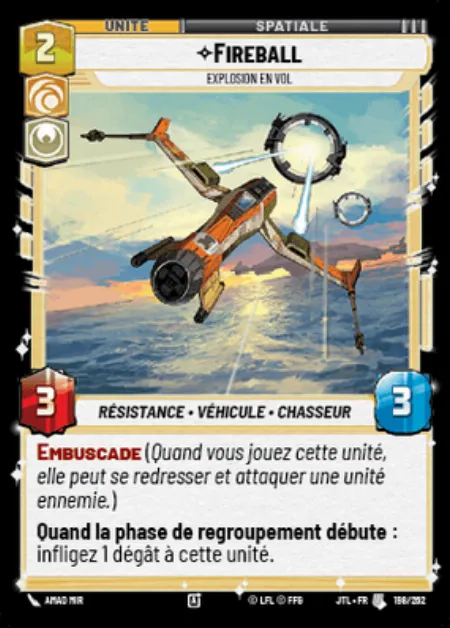 UNITÉ
SPATIALE
2
FIREBALL
EXPLOSION EN VOL
3
RÉSISTANCE • VÉHICULE • CHASSEUR
3
EMBUSCADE (Quand vous jouez cette unité,
elle peut se redresser et attaquer une unité
ennemie.)
Quand la phase de regroupement débute :
infligez 1 dégât à cette unité.
AMAD MIR
A
© LFL © FFG
JTL • FR
198/262